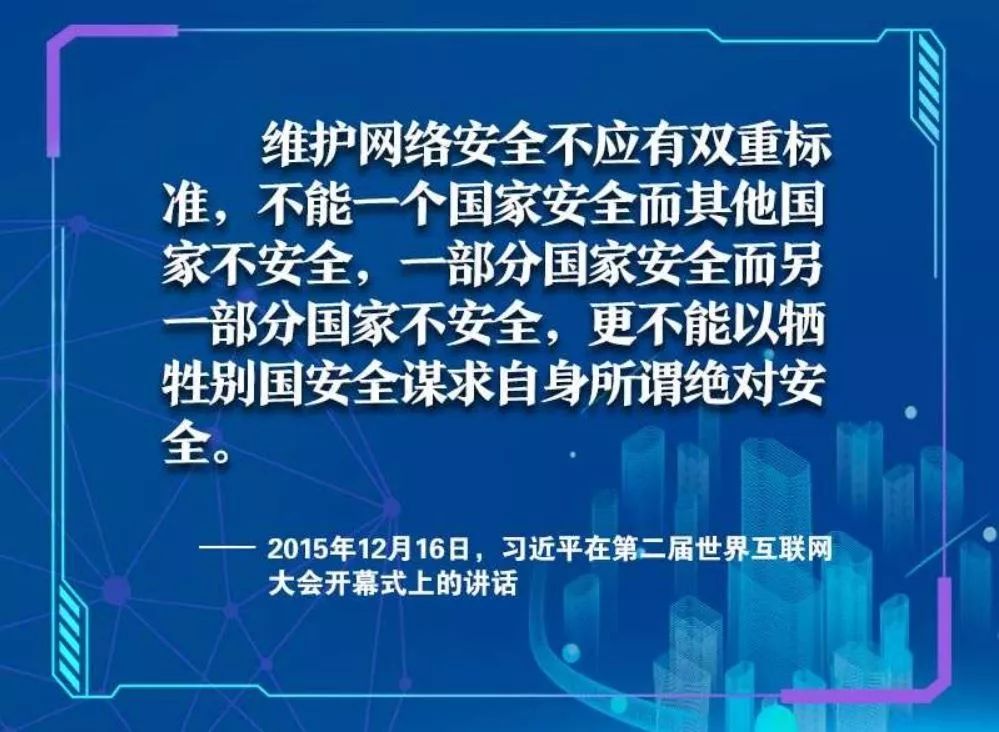 维护网络安全不应有双重标
准，不能一个国家安全而其他国
家不安全，一部分国家安全而另
一部分国家不安全，更不能以牺
牲别国安全谋求自身所谓绝对安
全。
—— 2015年12月16日，习近平在第二届世界互联网
大会开幕式上的讲话